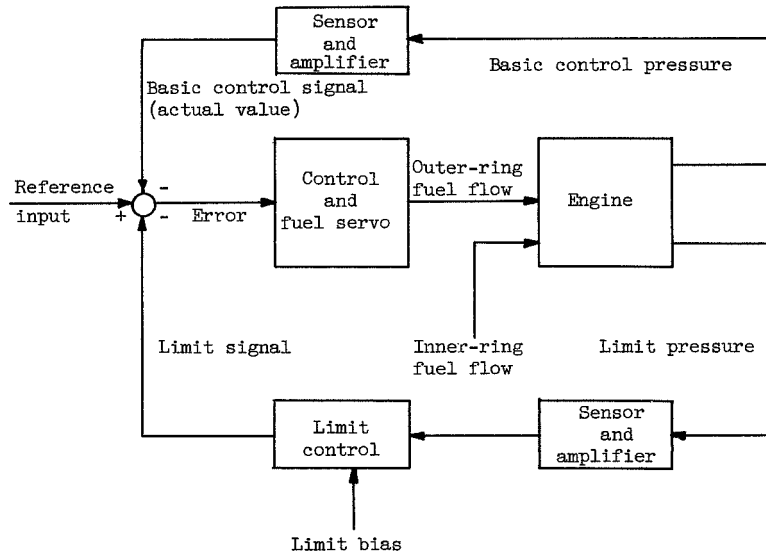 Sensor
and
amplifier
Basic control pressure
Basic control signal
(actual value)
Reference
input
+
-
-
Error
Control
and
fuel servo
Outer-ring
fuel flow
Engine
Limit signal
Inner-ring
fuel flow
Limit pressure
Limit
control
Sensor
and
amplifier
Limit bias